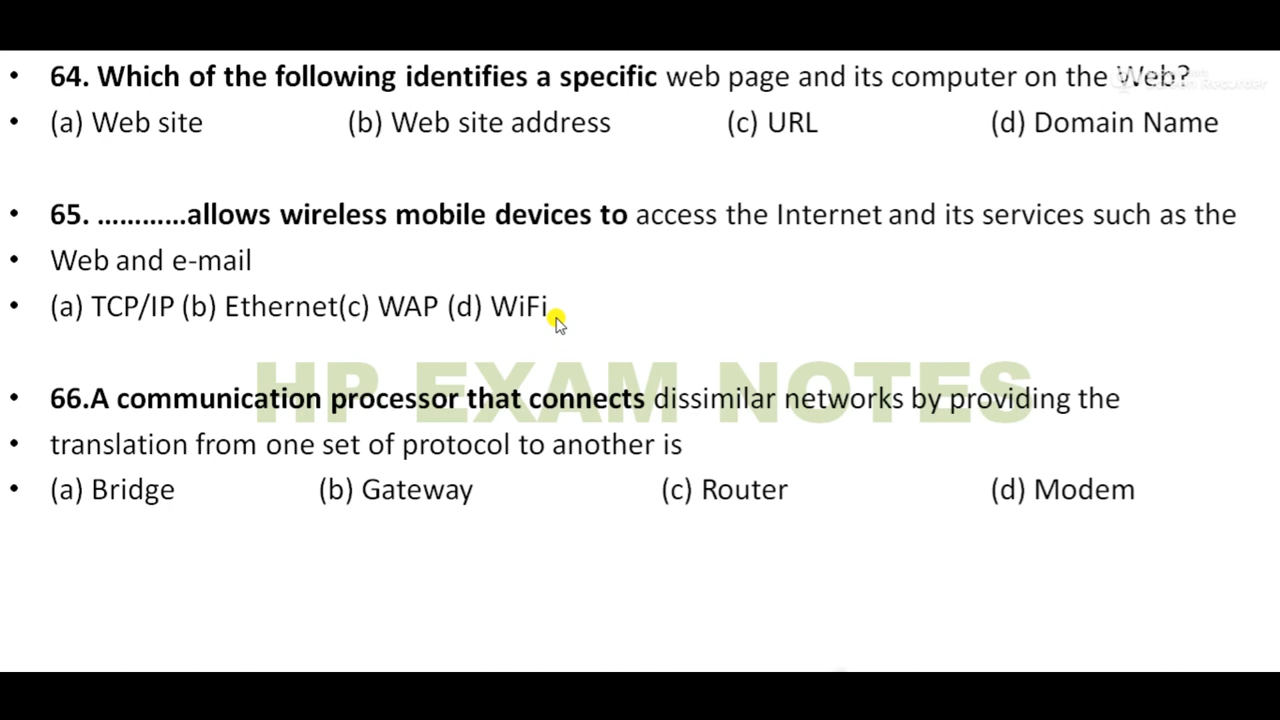 • 64. Which of the following identifies a specific web page and its computer on the Web?
• (a) Web site (b) Web site address (c) URL (d) Domain Name
• 65. …………allows wireless mobile devices to access the Internet and its services such as the
• Web and e-mail
• (a) TCP/IP (b) Ethernet(c) WAP (d) WiFi
HP EXAM NOTES
• 66.A communication processor that connects dissimilar networks by providing the
• translation from one set of protocol to another is
• (a) Bridge (b) Gateway (c) Router (d) Modem